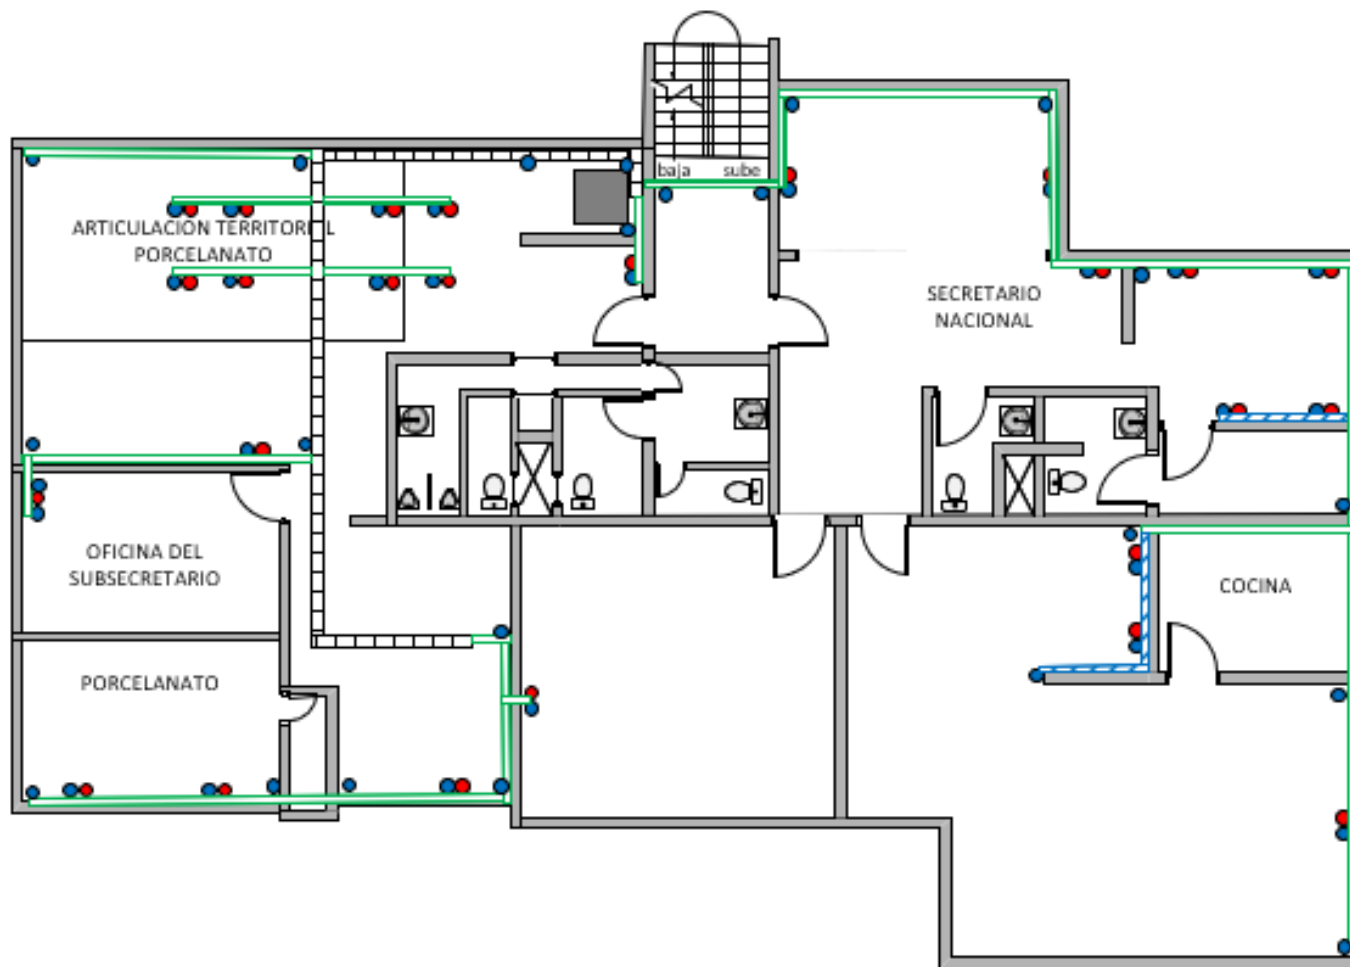 baja sube
ARTICULACION TERRITORIAL
PORCELANATO
SECRETARIO
NACIONAL
OFICINA DEL
SUBSECRETARIO
COCINA
PORCELANATO